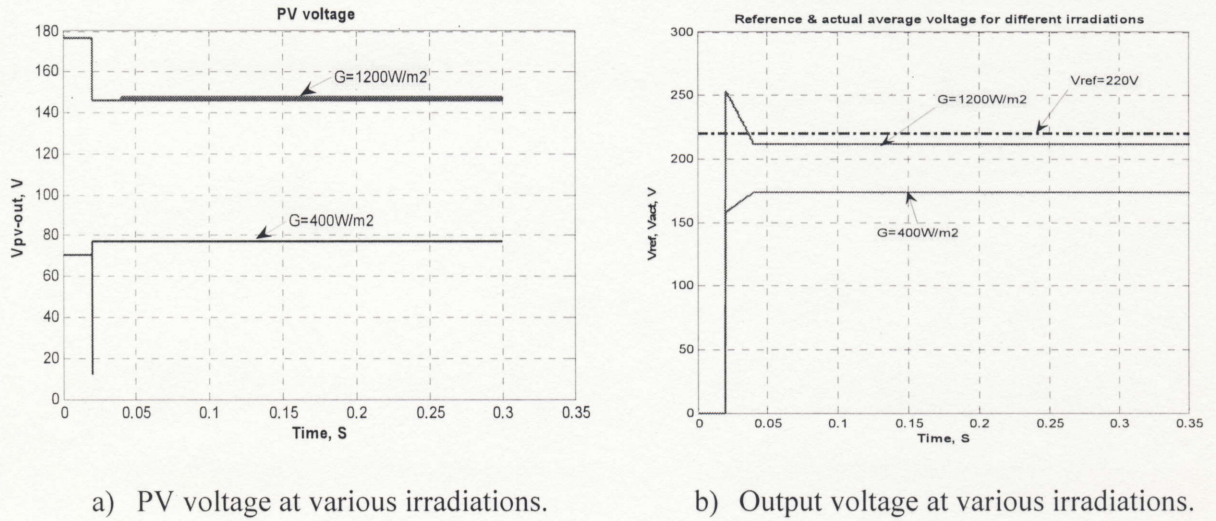 PV voltage
180
160
140
120
100
80
60
40
20
0
Vpv-out, V
G=1200W/m2
G=400W/m2
0
0.05
0.1
0.15
0.2
0.25
0.3
0.35
Time, S
a) PV voltage at various irradiations.
Reference & actual average voltage for different irradiations
300
250
200
150
100
50
0
Vref, Vact, V
Vref=220V
G=1200W/m2
G=400W/m2
0
0.05
0.1
0.15
0.2
0.25
0.3
0.35
Time, S
b) Output voltage at various irradiations.